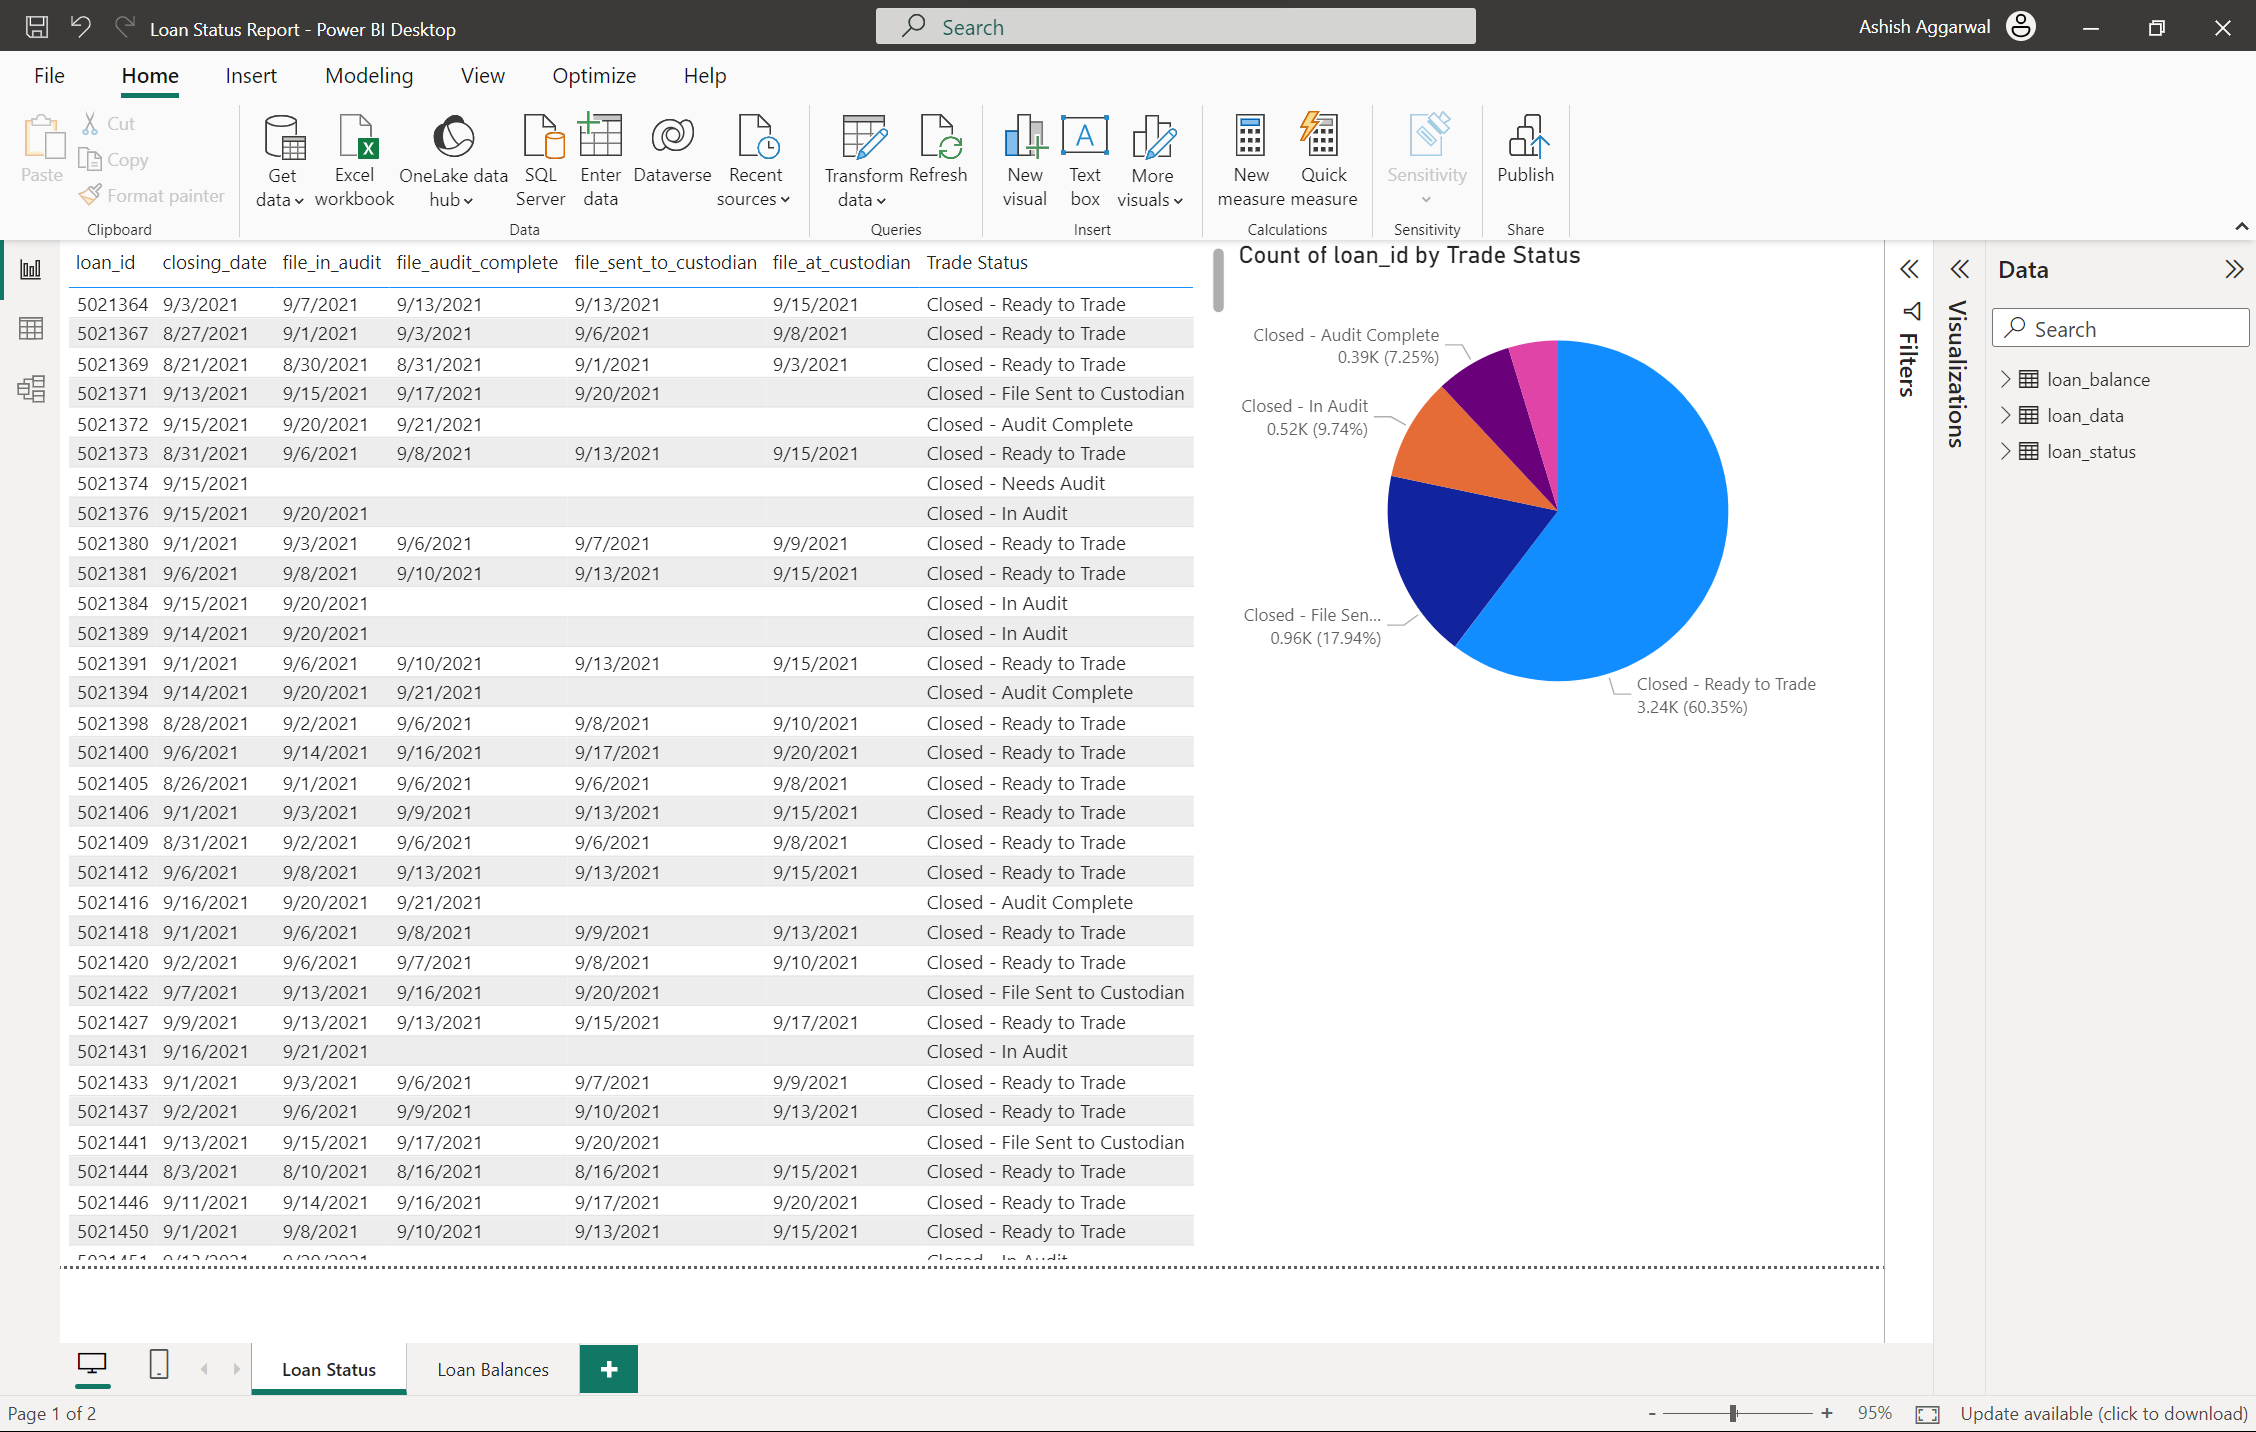 Loan Status Report - Power BI Desktop
Search
Ashish Aggarwal
File Home Insert Modeling View Optimize Help
Paste
Cut
Copy
Format painter
Clipboard
Get data
Excel workbook
OneLake data hub
SQL Server
Enter data
Dataverse
Recent sources
Data
Transform data
Refresh
Queries
New visual
Text box
More visuals
Insert
New measure
Quick measure
Calculations
Sensitivity
Sensitivity
Publish
Share
loan_id closing_date file_in_audit file_audit_complete file_sent_to_custodian file_at_custodian Trade Status
5021364 9/3/2021 9/7/2021 9/13/2021 9/13/2021 9/15/2021 Closed - Ready to Trade
5021367 8/27/2021 9/1/2021 9/3/2021 9/6/2021 9/8/2021 Closed - Ready to Trade
5021369 8/21/2021 8/30/2021 8/31/2021 9/1/2021 9/3/2021 Closed - Ready to Trade
5021371 9/13/2021 9/15/2021 9/17/2021 9/20/2021 Closed - File Sent to Custodian
5021372 9/15/2021 9/20/2021 9/21/2021 Closed - Audit Complete
5021373 8/31/2021 9/6/2021 9/8/2021 9/13/2021 9/15/2021 Closed - Ready to Trade
5021374 9/15/2021 Closed - Needs Audit
5021376 9/15/2021 9/20/2021 Closed - In Audit
5021380 9/1/2021 9/3/2021 9/6/2021 9/7/2021 9/9/2021 Closed - Ready to Trade
5021381 9/6/2021 9/8/2021 9/10/2021 9/13/2021 9/15/2021 Closed - Ready to Trade
5021384 9/15/2021 9/20/2021 Closed - In Audit
5021389 9/14/2021 9/20/2021 Closed - In Audit
5021391 9/1/2021 9/6/2021 9/10/2021 9/13/2021 9/15/2021 Closed - Ready to Trade
5021394 9/14/2021 9/20/2021 9/21/2021 Closed - Audit Complete
5021398 8/28/2021 9/2/2021 9/6/2021 9/8/2021 9/10/2021 Closed - Ready to Trade
5021400 9/6/2021 9/14/2021 9/16/2021 9/17/2021 9/20/2021 Closed - Ready to Trade
5021405 8/26/2021 9/1/2021 9/6/2021 9/6/2021 9/8/2021 Closed - Ready to Trade
5021406 9/1/2021 9/3/2021 9/9/2021 9/13/2021 9/15/2021 Closed - Ready to Trade
5021409 8/31/2021 9/2/2021 9/6/2021 9/6/2021 9/8/2021 Closed - Ready to Trade
5021412 9/6/2021 9/8/2021 9/13/2021 9/13/2021 9/15/2021 Closed - Ready to Trade
5021416 9/16/2021 9/20/2021 9/21/2021 Closed - Audit Complete
5021418 9/1/2021 9/6/2021 9/8/2021 9/9/2021 9/13/2021 Closed - Ready to Trade
5021420 9/2/2021 9/6/2021 9/7/2021 9/8/2021 9/10/2021 Closed - Ready to Trade
5021422 9/7/2021 9/13/2021 9/16/2021 9/20/2021 Closed - File Sent to Custodian
5021427 9/9/2021 9/13/2021 9/13/2021 9/15/2021 9/17/2021 Closed - Ready to Trade
5021431 9/16/2021 9/21/2021 Closed - In Audit
5021433 9/1/2021 9/3/2021 9/6/2021 9/7/2021 9/9/2021 Closed - Ready to Trade
5021437 9/2/2021 9/6/2021 9/9/2021 9/10/2021 9/13/2021 Closed - Ready to Trade
5021441 9/13/2021 9/15/2021 9/17/2021 9/20/2021 Closed - File Sent to Custodian
5021444 8/3/2021 8/10/2021 8/16/2021 8/16/2021 9/15/2021 Closed - Ready to Trade
5021446 9/11/2021 9/14/2021 9/16/2021 9/17/2021 9/20/2021 Closed - Ready to Trade
5021450 9/1/2021 9/8/2021 9/10/2021 9/13/2021 9/15/2021 Closed - Ready to Trade
Closed - In Audit
Count of loan_id by Trade Status
Closed - Audit Complete
0.39K (7.25%)
Closed - In Audit
0.52K (9.74%)
Closed - File Sen...
0.96K (17.94%)
Closed - Ready to Trade
3.24K (60.35%)
Filters
Visualizations
Data
Search
loan_balance
loan_data
loan_status
Loan Status Loan Balances +
Page 1 of 2
- + 95% Update available (click to download)